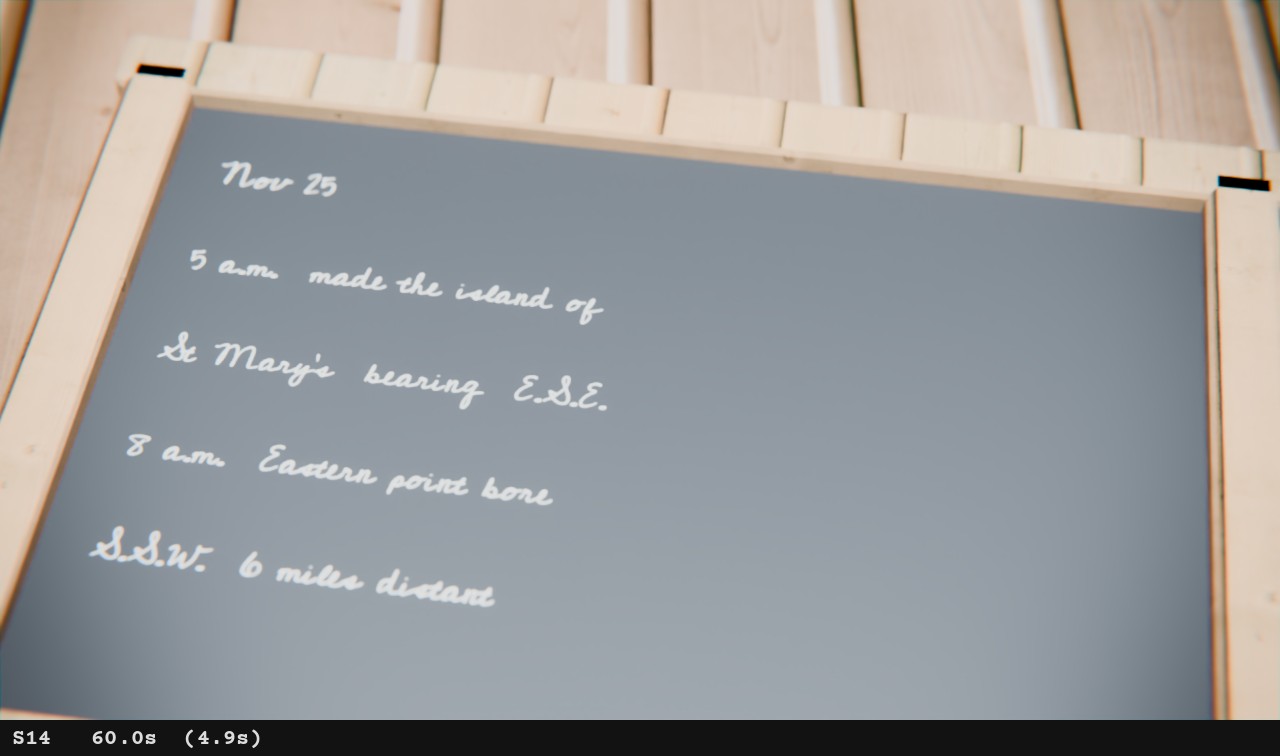 Nov 25
5 a.m. made the island of
St Mary's bearing E.S.E.
8 a.m. Eastern point bore
S.S.W. 6 miles distant
S14 60.0s (4.9s)